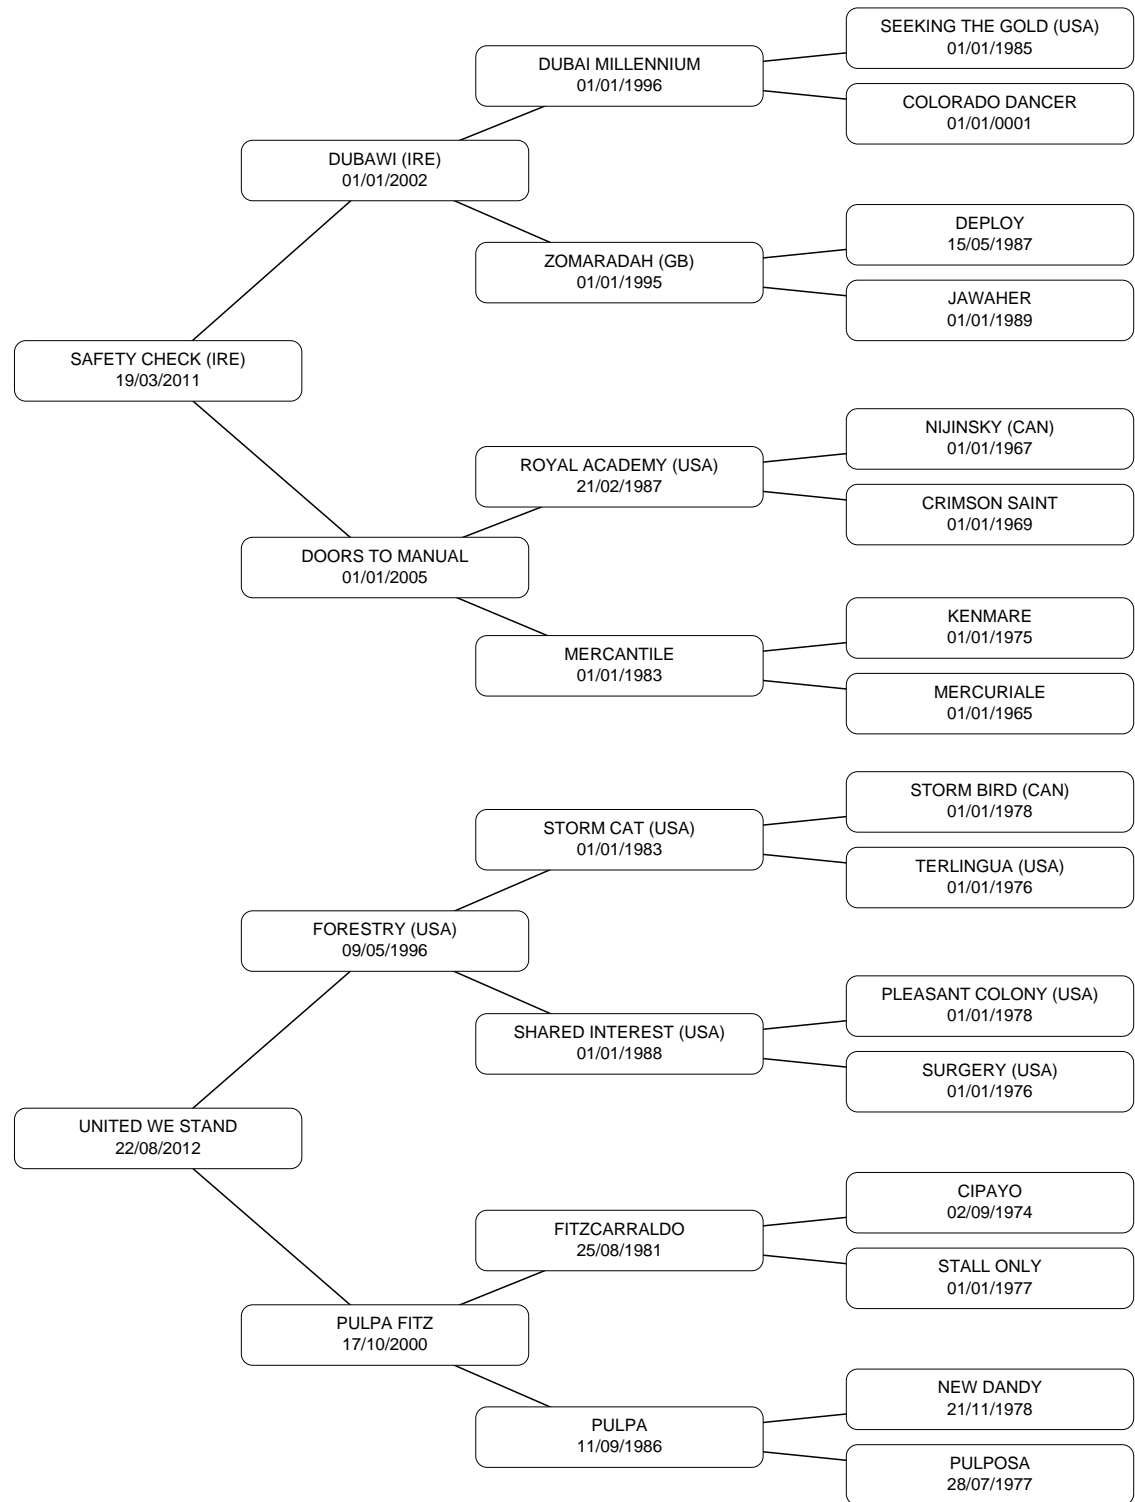 SEEKING THE GOLD (USA)
01/01/1985
DUBAI MILLENNIUM
01/01/1996
COLORADO DANCER
01/01/0001
DUBAWI (IRE)
01/01/2002
DEPLOY
15/05/1987
ZOMARADAH (GB)
01/01/1995
JAWAHER
01/01/1989
SAFETY CHECK (IRE)
19/03/2011
NIJINSKY (CAN)
01/01/1967
ROYAL ACADEMY (USA)
21/02/1987
CRIMSON SAINT
01/01/1969
DOORS TO MANUAL
01/01/2005
KENMARE
01/01/1975
MERCANTILE
01/01/1983
MERCURIALE
01/01/1965
STORM BIRD (CAN)
01/01/1978
STORM CAT (USA)
01/01/1983
TERLINGUA (USA)
01/01/1976
FORESTRY (USA)
09/05/1996
PLEASANT COLONY (USA)
01/01/1978
SHARED INTEREST (USA)
01/01/1988
SURGERY (USA)
01/01/1976
UNITED WE STAND
22/08/2012
CIPAYO
02/09/1974
FITZCARRALDO
25/08/1981
STALL ONLY
01/01/1977
PULPA FITZ
17/10/2000
NEW DANDY
21/11/1978
PULPA
11/09/1986
PULPOSA
28/07/1977